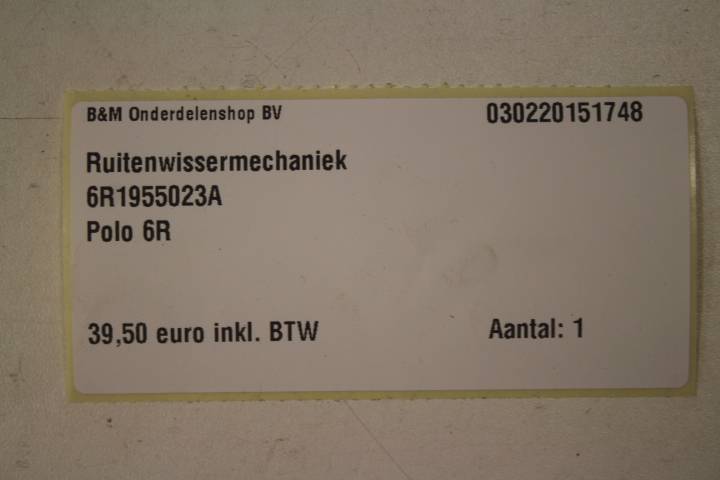 B&M Onderdelenshop BV 030220151748
Ruitenwissermechaniek
6R1955023A
Polo 6R
39,50 euro inkl. BTW Aantal: 1